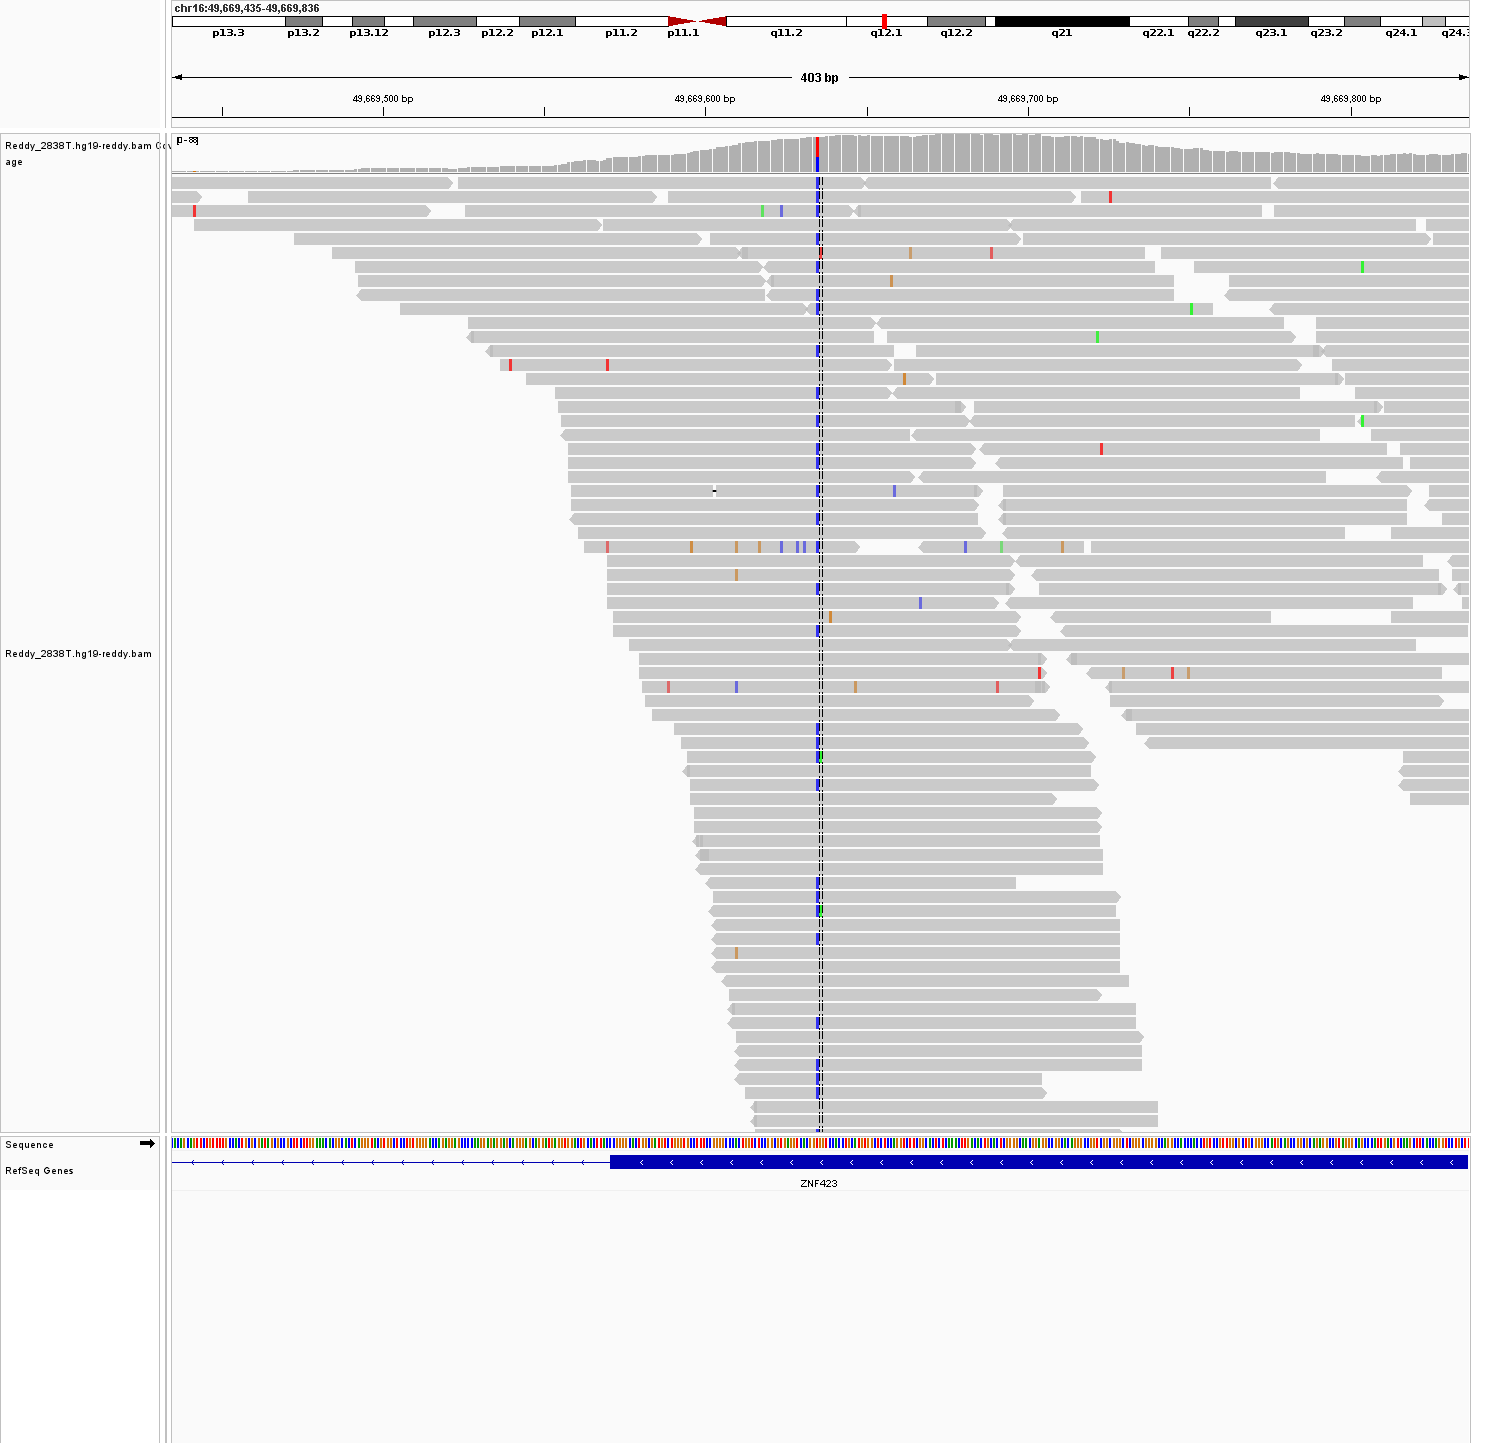 chr16:49,669,435-49,669,836
p13.3 p13.2 p13.12 p12.3 p12.2 p12.1 p11.2 p11.1 q11.2 q12.1 q12.2 q21 q22.1 q22.2 q23.1 q23.2 q24.1 q24.3
403 bp
49,669,500 bp 49,669,600 bp 49,669,700 bp 49,669,800 bp
Reddy_2838T.hg19-reddy.bam Cov
age
[0 - 88]
Reddy_2838T.hg19-reddy.bam
Sequence
RefSeq Genes
ZNF423